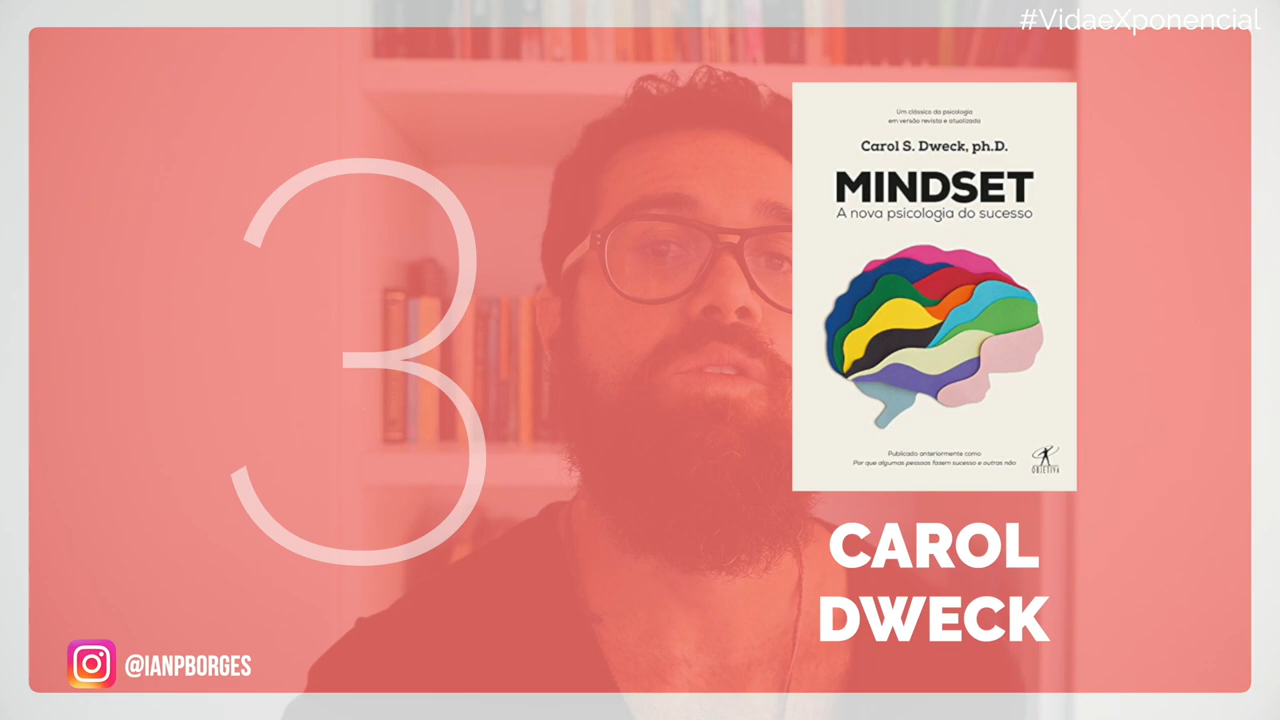 #VidaeXponencial
3
Um clássico da psicologia
em versão revista e atualizada
Carol S. Dweck, ph.D.
MINDSET
A nova psicologia do sucesso
Publicado anteriormente como
Por que algumas pessoas fazem sucesso e outras não
OBJETIVA
CAROL
DWECK
@IANPBORGES